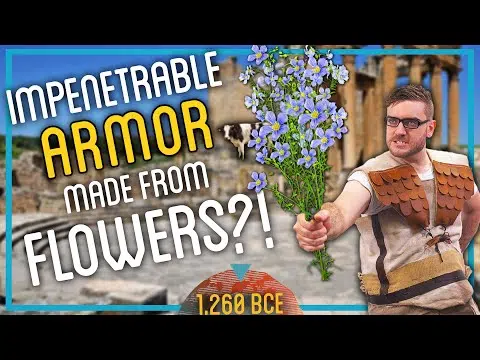 IMPENETRABLE
ARMOR
MADE FROM
FLOWERS?!
1,260 BCE